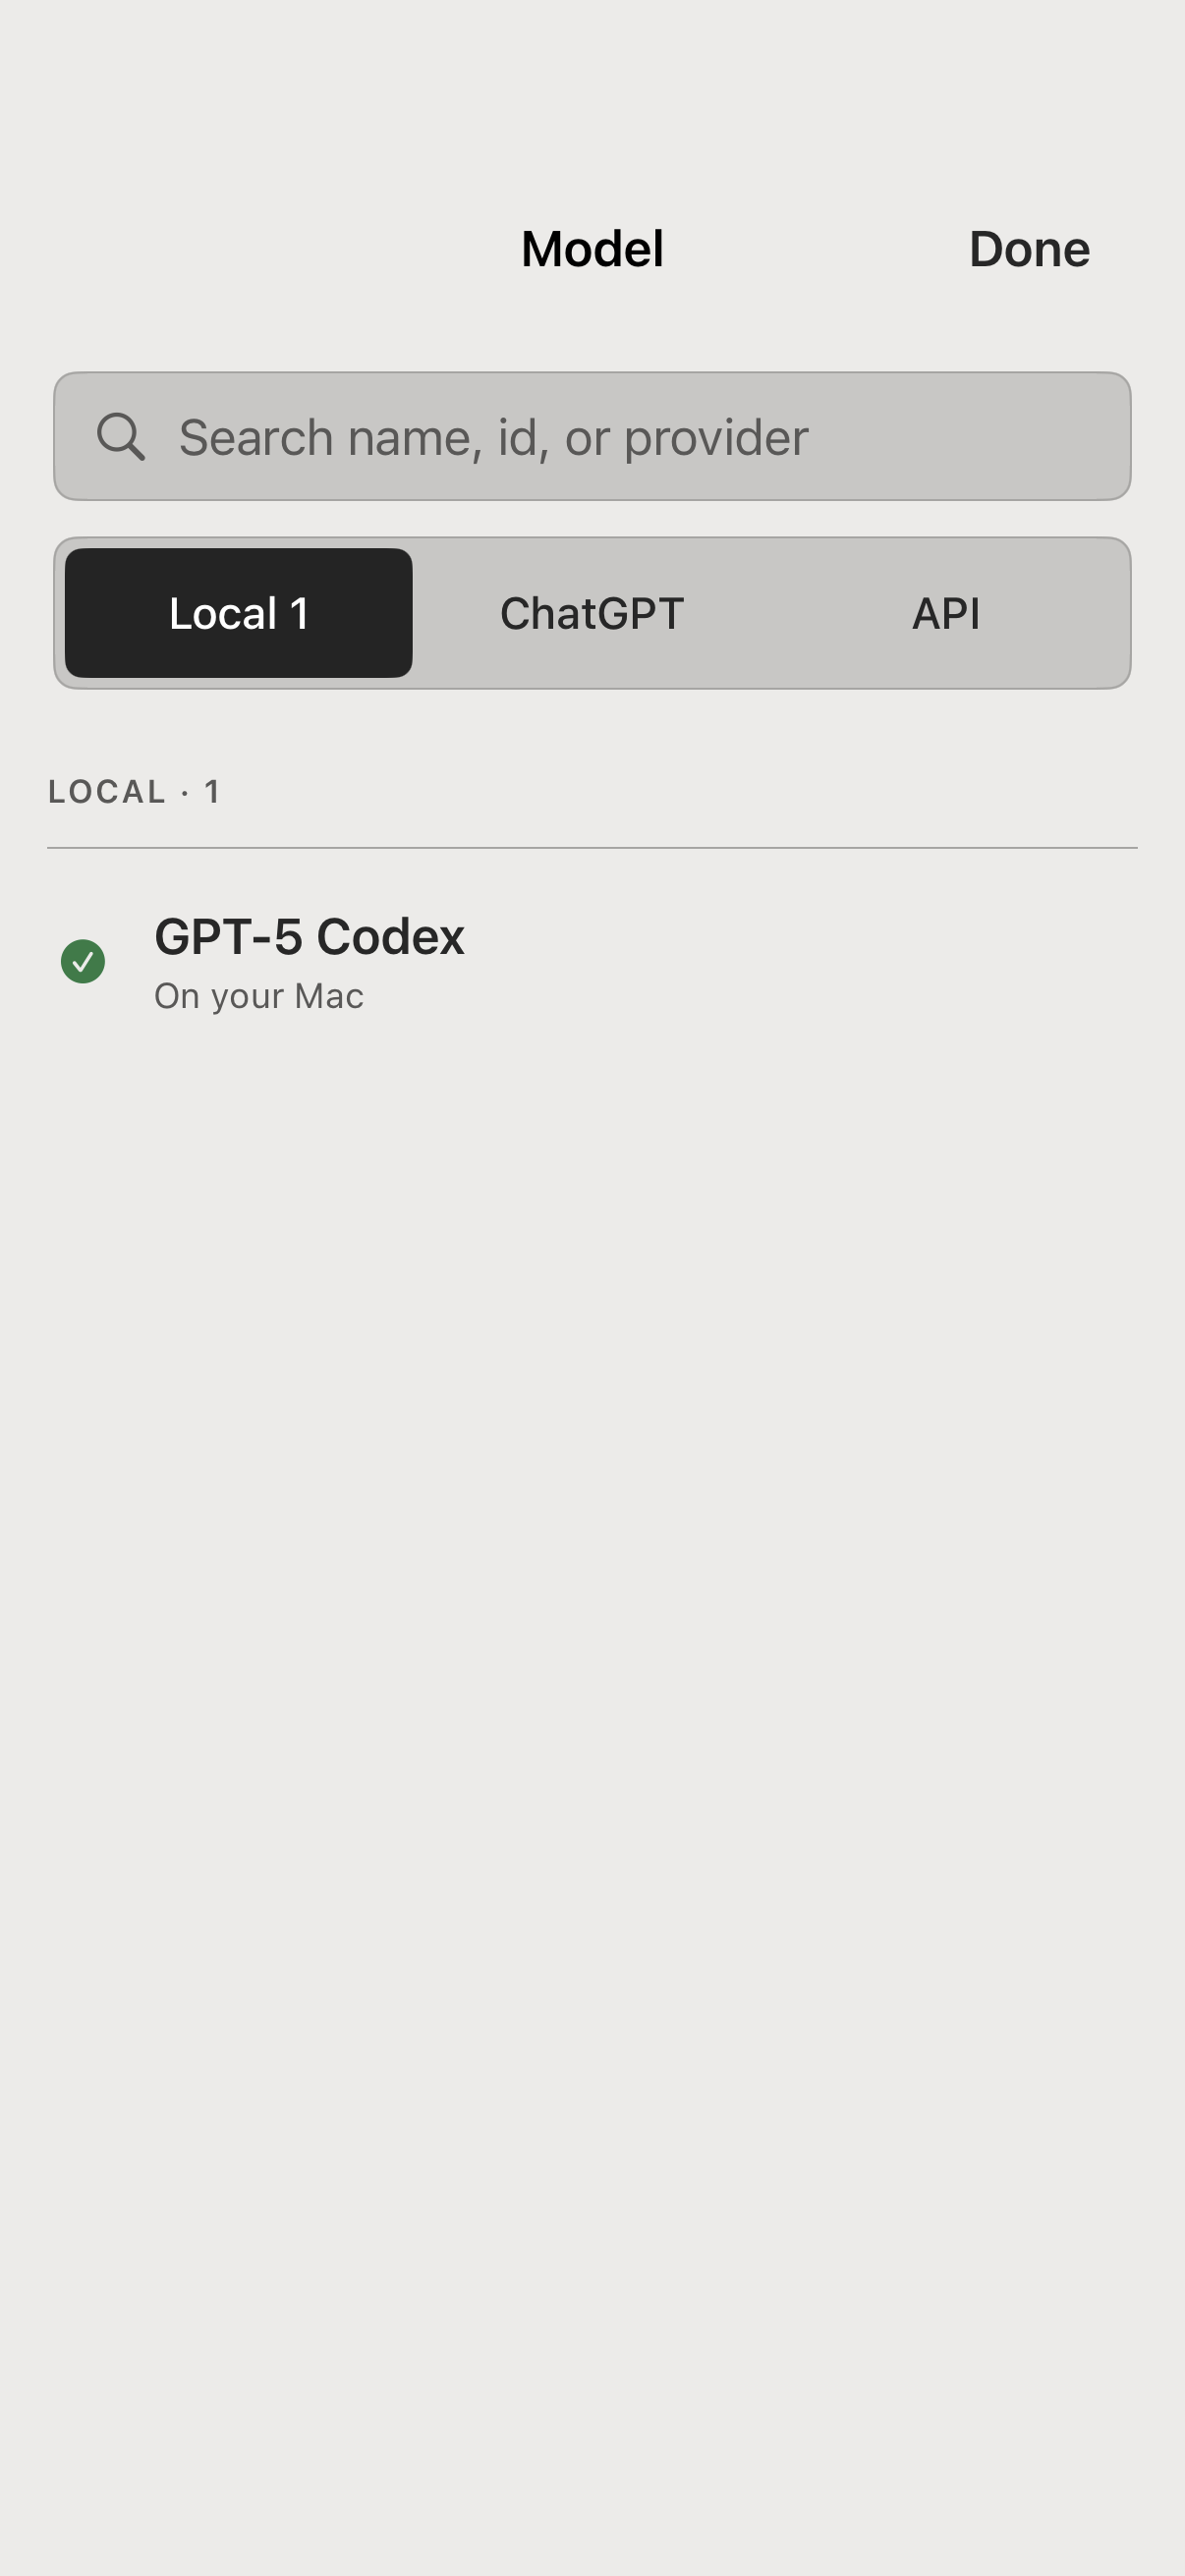 Model
Done
Search name, id, or provider
Local 1
ChatGPT
API
LOCAL · 1
GPT-5 Codex
On your Mac